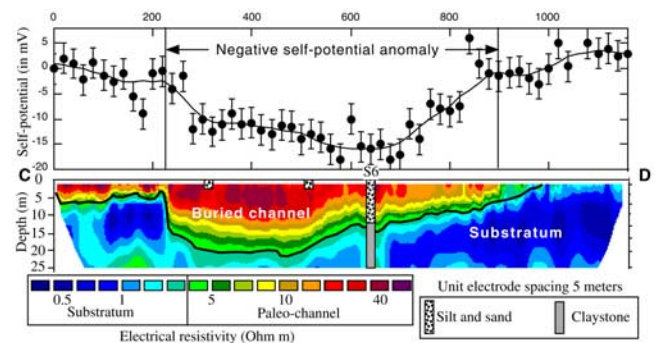 0 200 400 600 800 1000
Self-potential (in mV)
5
0
-5
-10
-15
-20
Negative self-potential anomaly
S6
C D
Depth (m)
0
5
10
15
20
25
Buried channel
Substratum
0.5 1 2 5 10 20 40
Substratum Paleo-channel
Electrical resistivity (Ohm m)
Unit electrode spacing 5 meters
Silt and sand Claystone